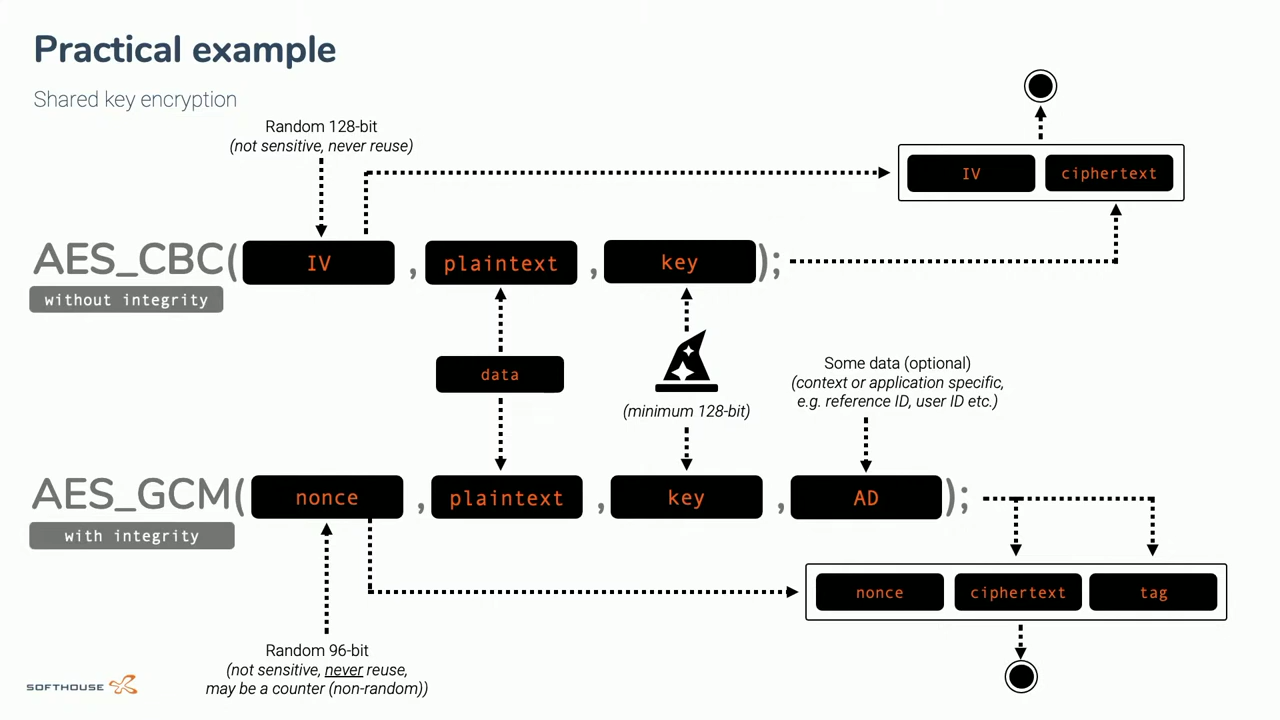 Practical example
Shared key encryption
Random 128-bit
(not sensitive, never reuse)
IV ciphertext
AES_CBC( IV , plaintext , key );
without integrity
data
(minimum 128-bit)
Some data (optional)
(context or application specific,
e.g. reference ID, user ID etc.)
AES_GCM( nonce , plaintext , key , AD );
with integrity
nonce ciphertext tag
Random 96-bit
(not sensitive, never reuse,
may be a counter (non-random))
SOFTHOUSE